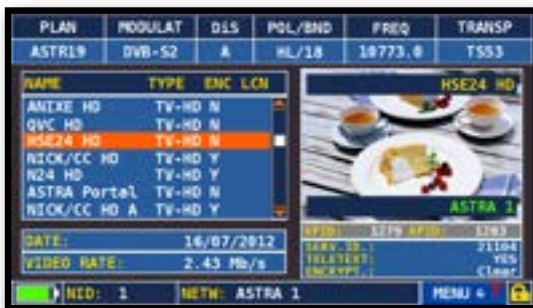 PLAN MODULAT DiS POL/BND FREQ TRANSP
ASTR19 DVB-S2 A HL/18 10773.0 TS53
NAME TYPE ENC LCN
ANIXE HD TV-HD N
QVC HD TV-HD N
HSE24 HD TV-HD N
NICK/CC HD TV-HD Y
N24 HD TV-HD Y
ASTRA Portal TV-HD N
NICK/CC HD A TV-HD Y
DATE: 16/07/2012
VIDEO RATE: 2.43 Mb/s
HSE24 HD
ASTRA 1
VPID: 1279 APID: 1283
SERV.ID.: 21104
TELETEXT: YES
ENCRYPT.: Clear
NID: 1 NETW: ASTRA 1 MENU 6